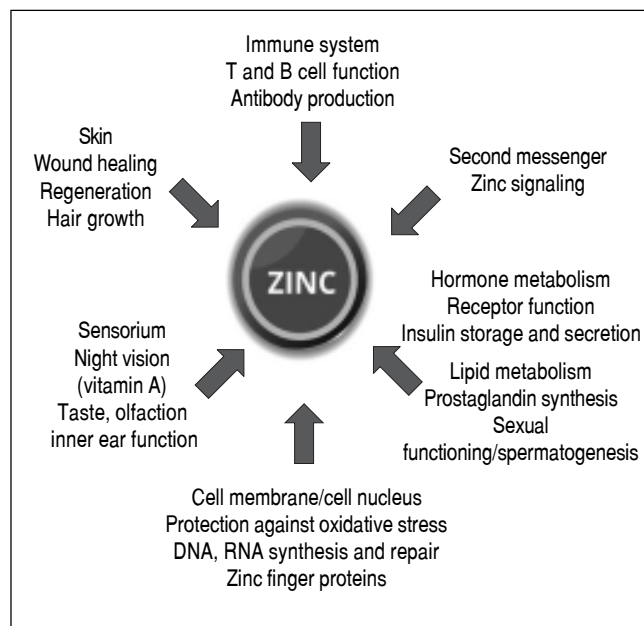 Immune system
T and B cell function
Antibody production
Skin
Wound healing
Regeneration
Hair growth
Second messenger
Zinc signaling
ZINC
Hormone metabolism
Receptor function
Insulin storage and secretion
Sensorium
Night vision
(vitamin A)
Taste, olfaction
inner ear function
Lipid metabolism
Prostaglandin synthesis
Sexual
functioning/spermatogenesis
Cell membrane/cell nucleus
Protection against oxidative stress
DNA, RNA synthesis and repair
Zinc finger proteins